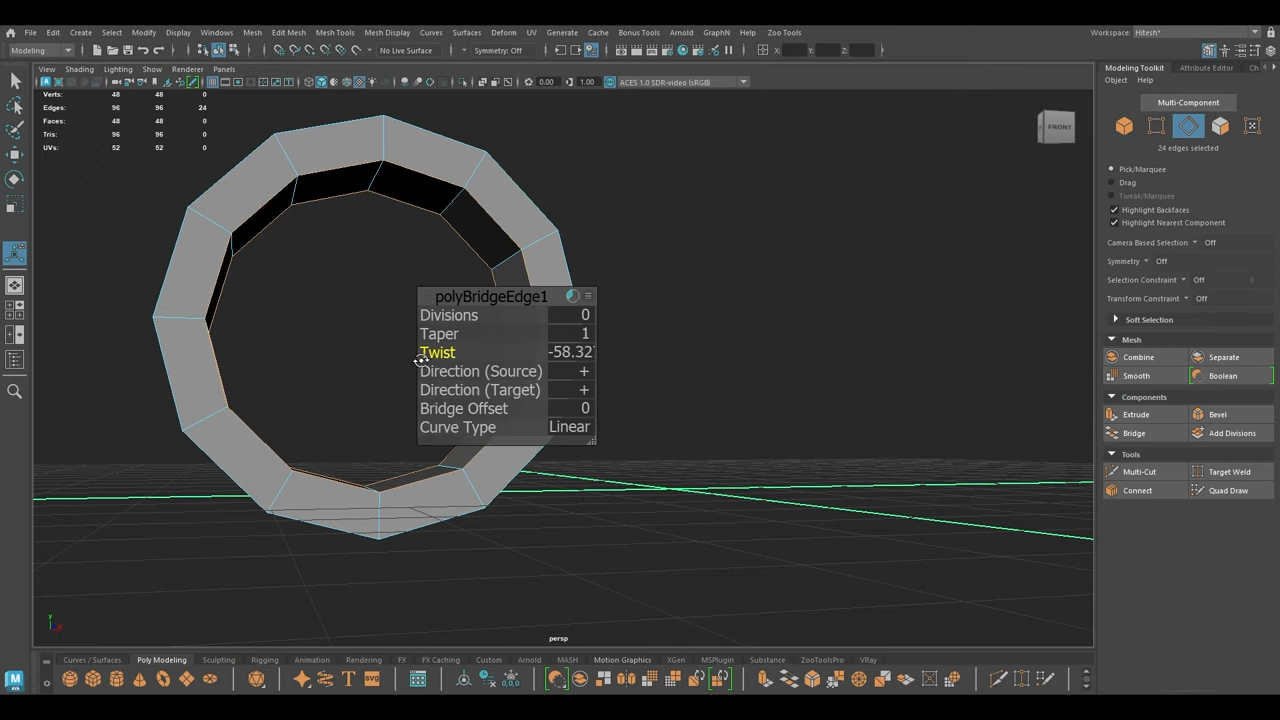 File Edit Create Select Modify Display Windows Mesh Edit Mesh Mesh Tools Mesh Display Curves Surfaces Deform UV Generate Cache Bonus Tools Arnold GraphN Help Zoo Tools
Workspace: Hitesh*
Modeling
No Live Surface
Symmetry: Off
X: Y: Z:
View Shading Lighting Show Renderer Panels
0.00 1.00 ACES 1.0 SDR-video (sRGB)
Verts: 48 48 0
Edges: 96 96 24
Faces: 48 48 0
Tris: 96 96 0
UVs: 52 52 0
FRONT
polyBridgeEdge1
Divisions 0
Taper 1
Twist -58.32
Direction (Source) +
Direction (Target) +
Bridge Offset 0
Curve Type Linear
persp
Modeling Toolkit Attribute Editor Ch
Object Help
Multi-Component
24 edges selected
Pick/Marquee
Drag
Tweak/Marquee
Highlight Backfaces
Highlight Nearest Component
Camera Based Selection Off
Symmetry Off
Selection Constraint Off
Transform Constraint Off
Soft Selection
Mesh
Combine Separate
Smooth Boolean
Components
Extrude Bevel
Bridge Add Divisions
Tools
Multi-Cut Target Weld
Connect Quad Draw
Curves / Surfaces Poly Modeling Sculpting Rigging Animation Rendering FX FX Caching Custom Arnold MASH Motion Graphics XGen MSPlugin Substance ZooToolsPro VRay
T SVG
0,0,0